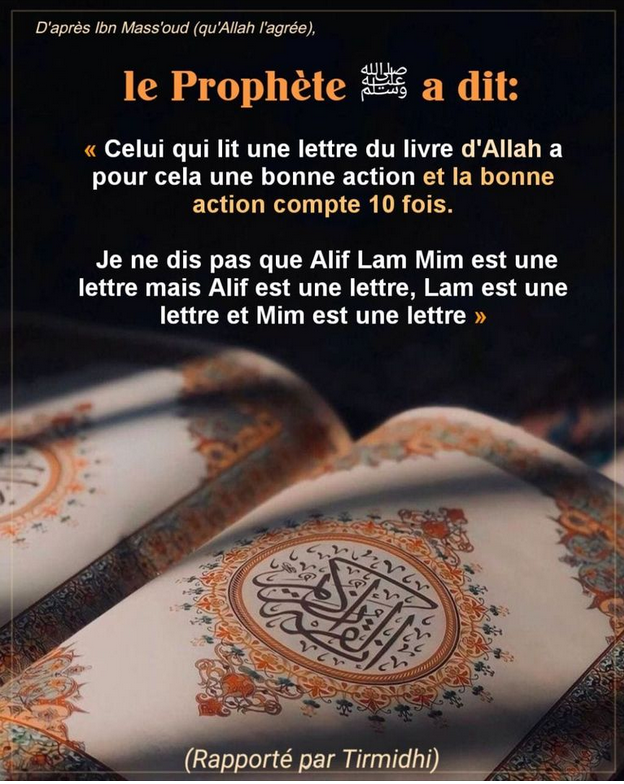 D'après Ibn Mass'oud (qu'Allah l'agrée),
le Prophète ﷺ a dit:
« Celui qui lit une lettre du livre d'Allah a
pour cela une bonne action et la bonne
action compte 10 fois.
Je ne dis pas que Alif Lam Mim est une
lettre mais Alif est une lettre, Lam est une
lettre et Mim est une lettre »
(Rapporté par Tirmidhi)